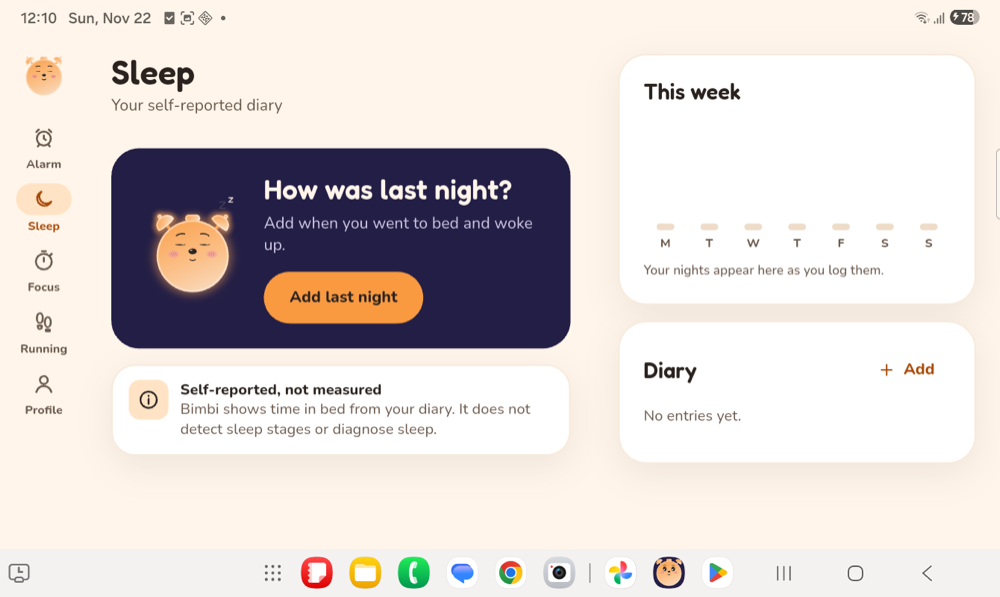 12:10 Sun, Nov 22
78
Alarm
Sleep
Focus
Running
Profile
Sleep
Your self-reported diary
z z
How was last night?
Add when you went to bed and woke
up.
Add last night
Self-reported, not measured
Bimbi shows time in bed from your diary. It does not
detect sleep stages or diagnose sleep.
This week
M T W T F S S
Your nights appear here as you log them.
Diary
+ Add
No entries yet.